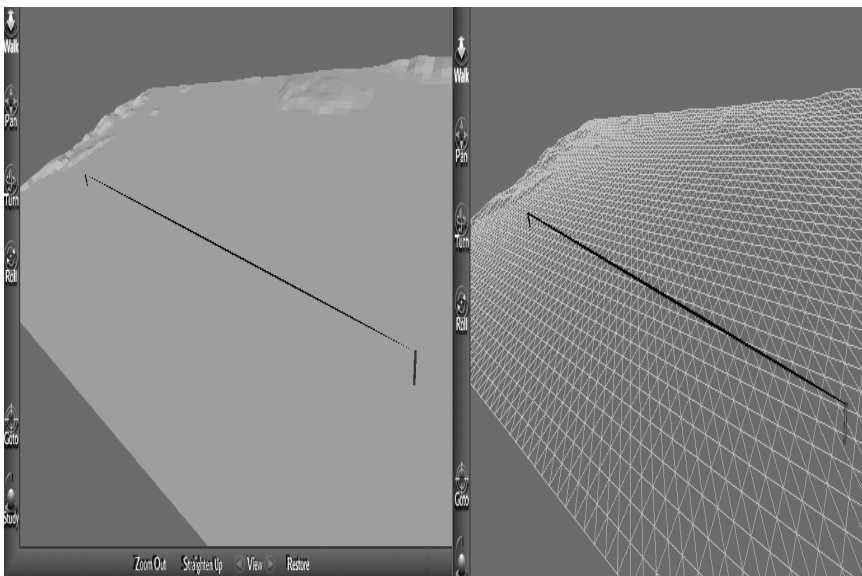 Walk
Pan
Turn
Roll
Goto
Study
Zoom Out Straighten Up View Restore
Walk
Pan
Turn
Roll
Goto